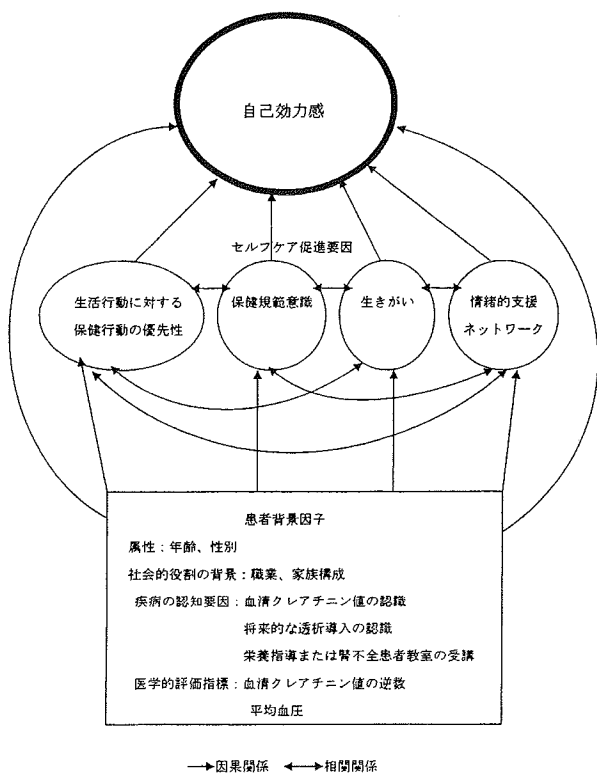 自己効力感
セルフケア促進要因
生活行動に対する
保健行動の優先性
保健規範意識
生きがい
情緒的支援
ネットワーク
患者背景因子
属性：年齢、性別
社会的役割の背景：職業、家族構成
疾病の認知要因：血清クレアチニン値の認識
将来的な透析導入の認識
栄養指導または腎不全患者教室の受講
医学的評価指標：血清クレアチニン値の逆数
平均血圧
→因果関係 ↔相関関係